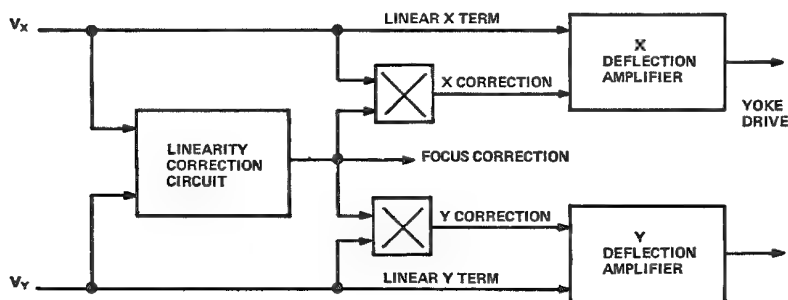 Vx
LINEAR X TERM
X
DEFLECTION
AMPLIFIER
X CORRECTION
YOKE
DRIVE
LINEARITY
CORRECTION
CIRCUIT
FOCUS CORRECTION
Y CORRECTION
Y
DEFLECTION
AMPLIFIER
VY
LINEAR Y TERM